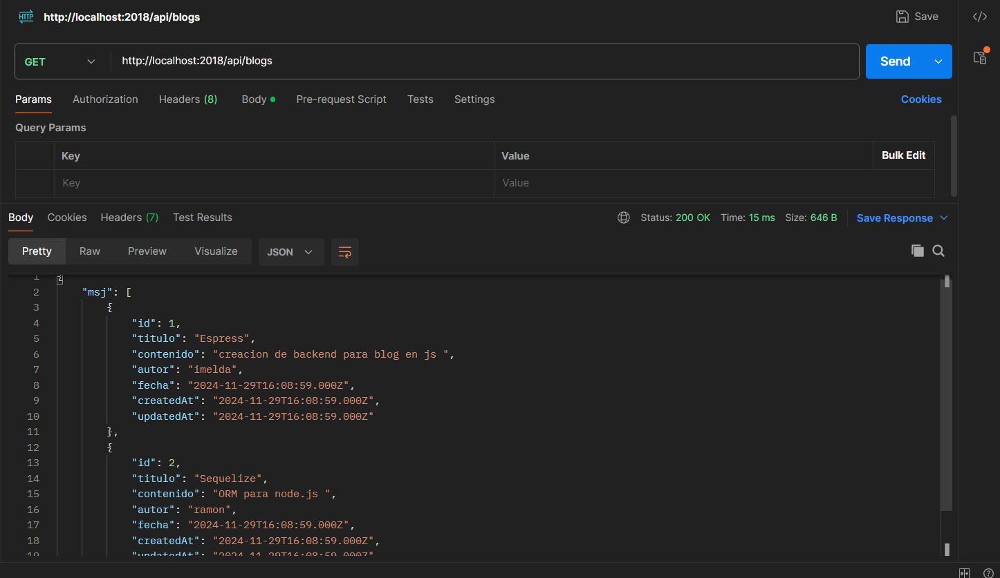 HTTP http://localhost:2018/api/blogs Save
GET http://localhost:2018/api/blogs Send
Params Authorization Headers (8) Body Pre-request Script Tests Settings Cookies
Query Params
Key Value Bulk Edit
Key Value
Body Cookies Headers (7) Test Results Status: 200 OK Time: 15 ms Size: 646 B Save Response
Pretty Raw Preview Visualize JSON
1 {
2 "msj": [
3 {
4 "id": 1,
5 "titulo": "Espress",
6 "contenido": "creacion de backend para blog en js ",
7 "autor": "imelda",
8 "fecha": "2024-11-29T16:08:59.000Z",
9 "createdAt": "2024-11-29T16:08:59.000Z",
10 "updatedAt": "2024-11-29T16:08:59.000Z"
11 },
12 {
13 "id": 2,
14 "titulo": "Sequelize",
15 "contenido": "ORM para node.js ",
16 "autor": "ramon",
17 "fecha": "2024-11-29T16:08:59.000Z",
18 "createdAt": "2024-11-29T16:08:59.000Z",
19 "updatedAt": "2024-11-29T16:08:59.000Z"